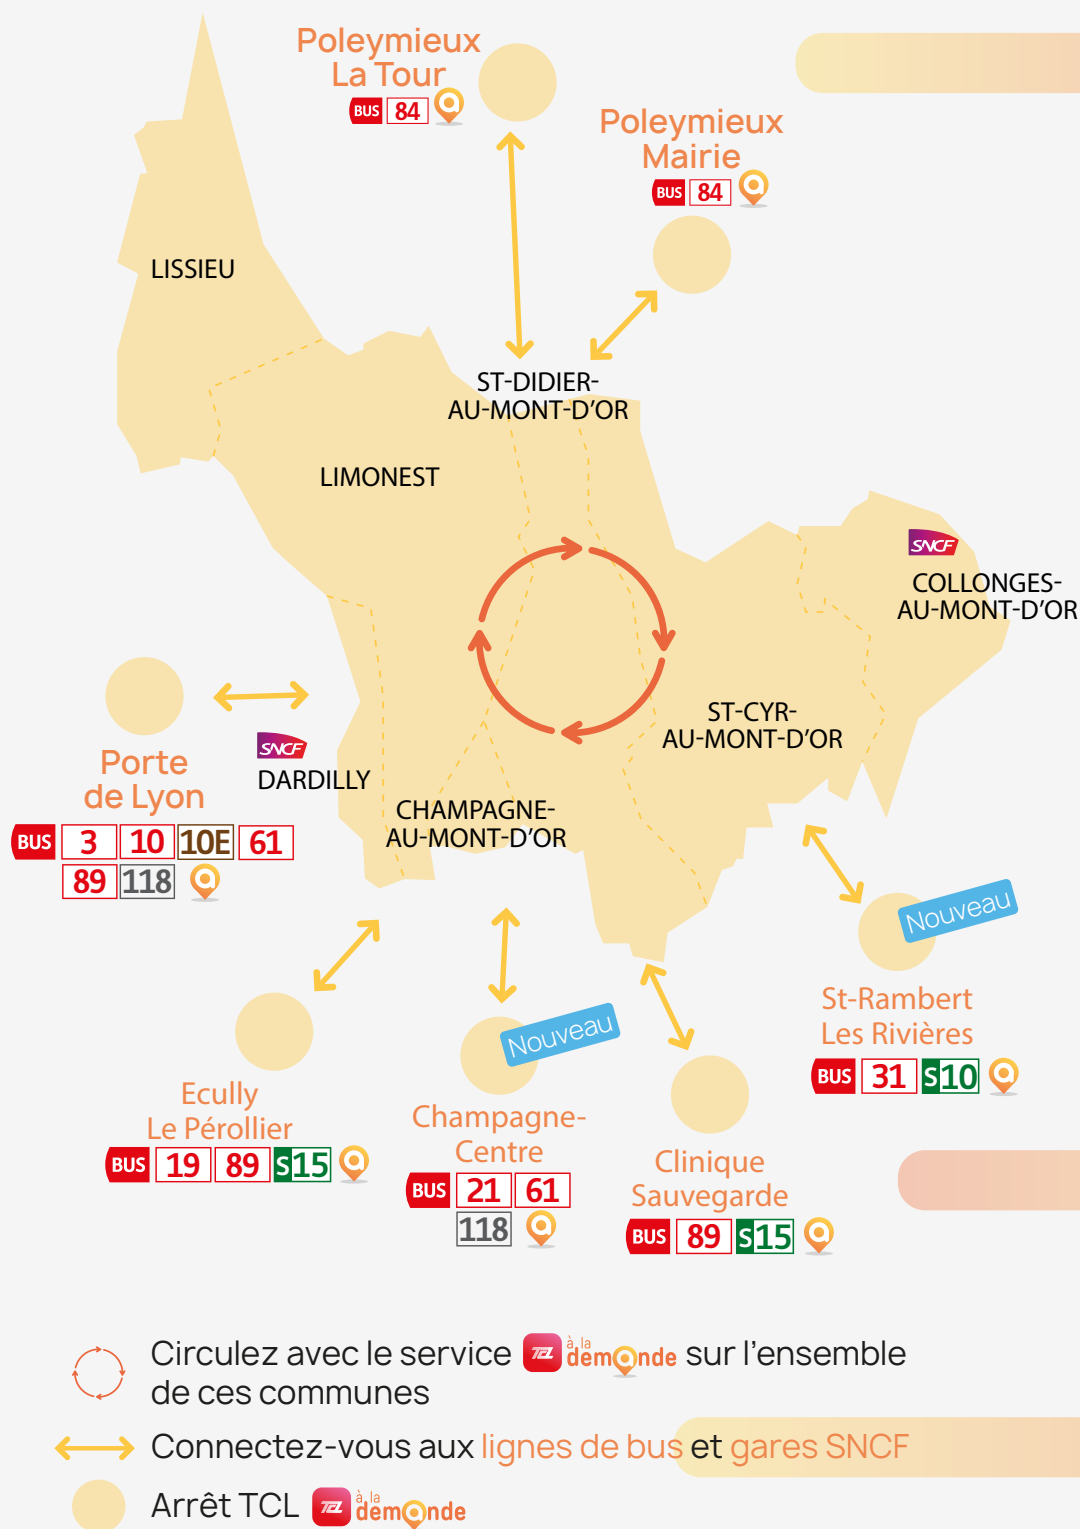 Poleymieux
La Tour
BUS 84
Poleymieux
Mairie
BUS 84
LISSIEU
ST-DIDIER-
AU-MONT-D'OR
LIMONEST
SNCF
COLLONGES-
AU-MONT-D'OR
ST-CYR-
AU-MONT-D'OR
Porte
de Lyon
BUS 3 10 10E 61
89 118
SNCF
DARDILLY
CHAMPAGNE-
AU-MONT-D'OR
Nouveau
St-Rambert
Les Rivières
BUS 31 S10
Ecully
Le Pérollier
BUS 19 89 S15
Nouveau
Champagne-
Centre
BUS 21 61
118
Clinique
Sauvegarde
BUS 89 S15
Circulez avec le service TCL à la demande sur l'ensemble
de ces communes
Connectez-vous aux lignes de bus et gares SNCF
Arrêt TCL TCL à la demande